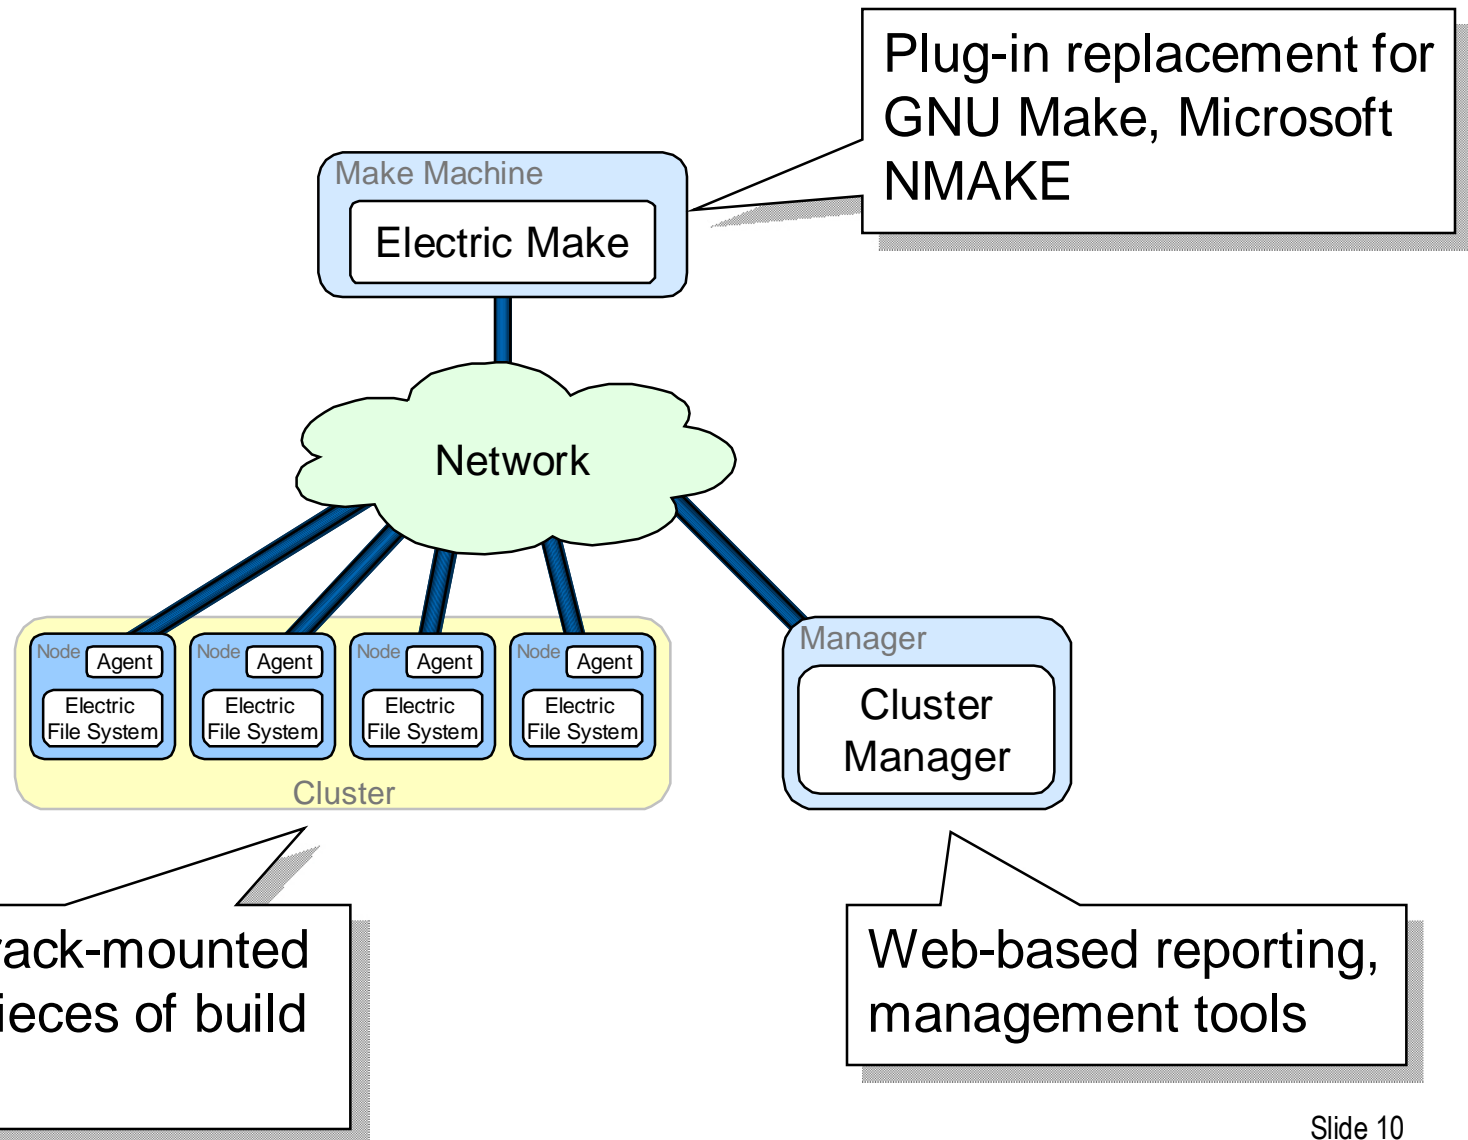 Plug-in replacement for
GNU Make, Microsoft
NMAKE
Make Machine
Electric Make
Network
Node Agent
Electric
File System
Node Agent
Electric
File System
Node Agent
Electric
File System
Node Agent
Electric
File System
Cluster
Manager
Cluster
Manager
rack-mounted
ieces of build
Web-based reporting,
management tools
Slide 10